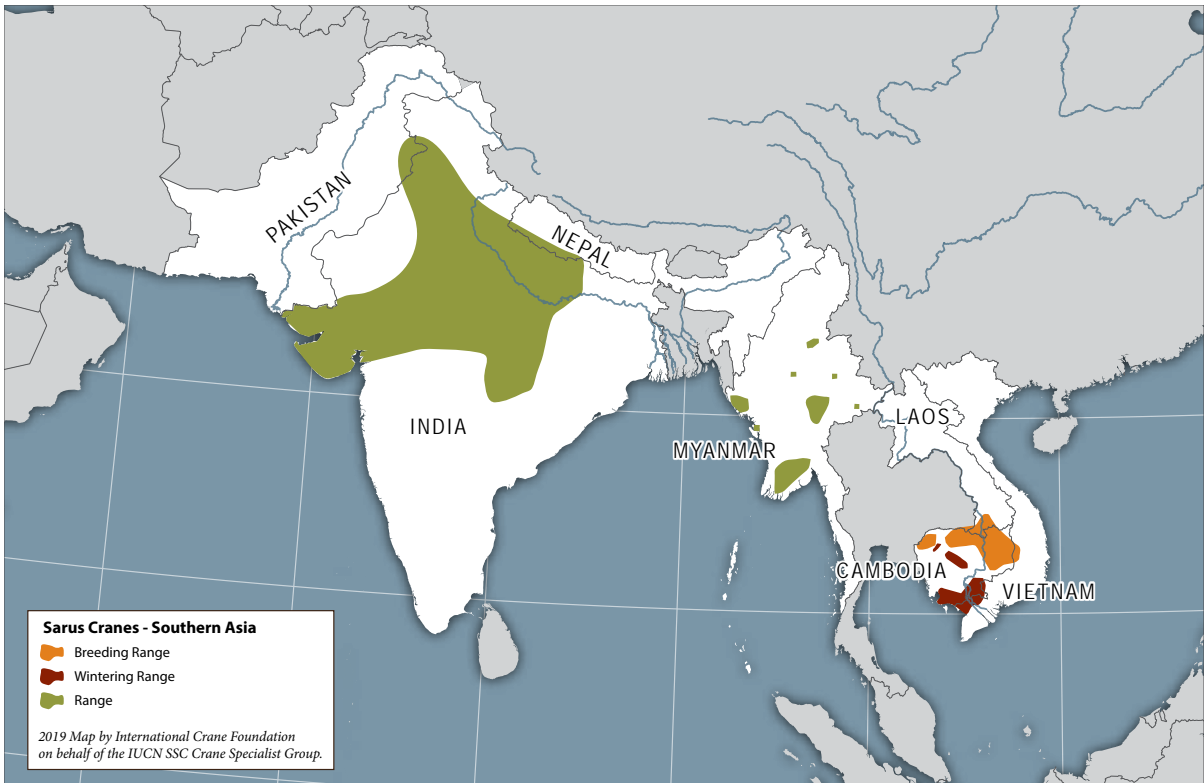 PAKISTAN
NEPAL
INDIA
MYANMAR
LAOS
CAMBODIA
VIETNAM
Sarus Cranes - Southern Asia
Breeding Range
Wintering Range
Range
2019 Map by International Crane Foundation
on behalf of the IUCN SSC Crane Specialist Group.